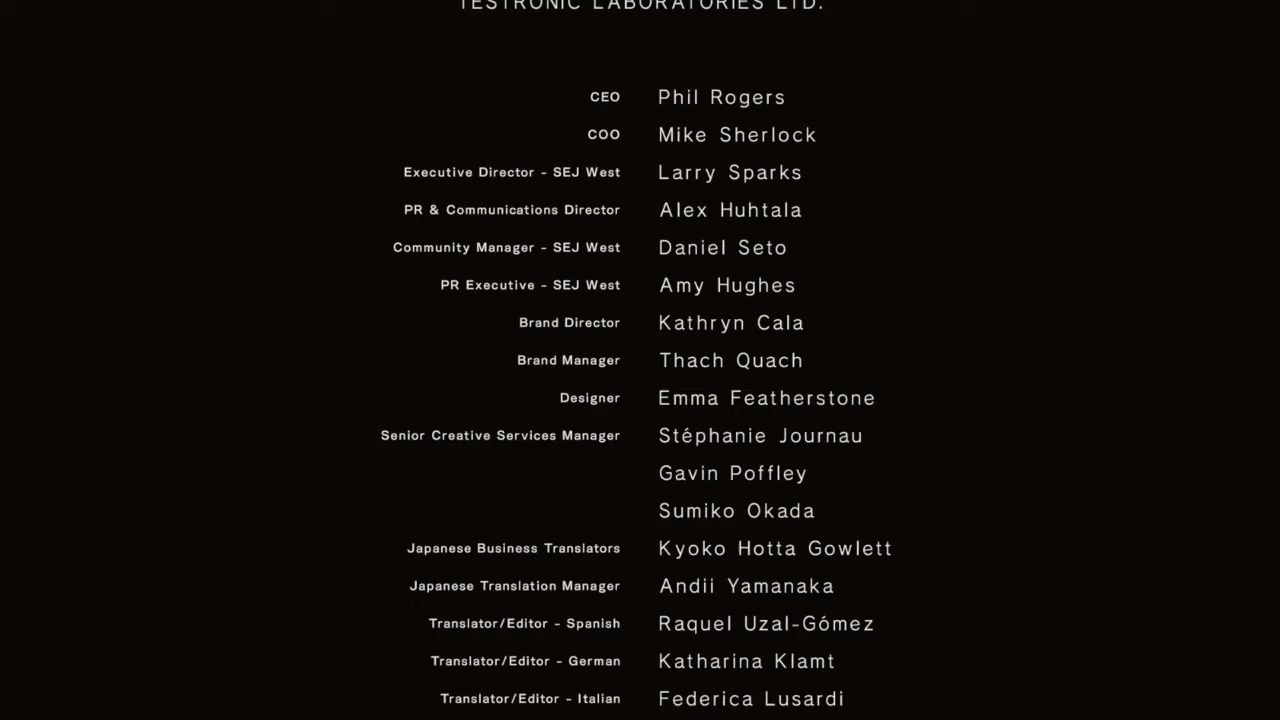 TESTRONIC LABORATORIES LTD.
CEO Phil Rogers
COO Mike Sherlock
Executive Director - SEJ West Larry Sparks
PR & Communications Director Alex Huhtala
Community Manager - SEJ West Daniel Seto
PR Executive - SEJ West Amy Hughes
Brand Director Kathryn Cala
Brand Manager Thach Quach
Designer Emma Featherstone
Senior Creative Services Manager Stéphanie Journau
Gavin Poffley
Sumiko Okada
Japanese Business Translators Kyoko Hotta Gowlett
Japanese Translation Manager Andii Yamanaka
Translator/Editor - Spanish Raquel Uzal-Gómez
Translator/Editor - German Katharina Klamt
Translator/Editor - Italian Federica Lusardi